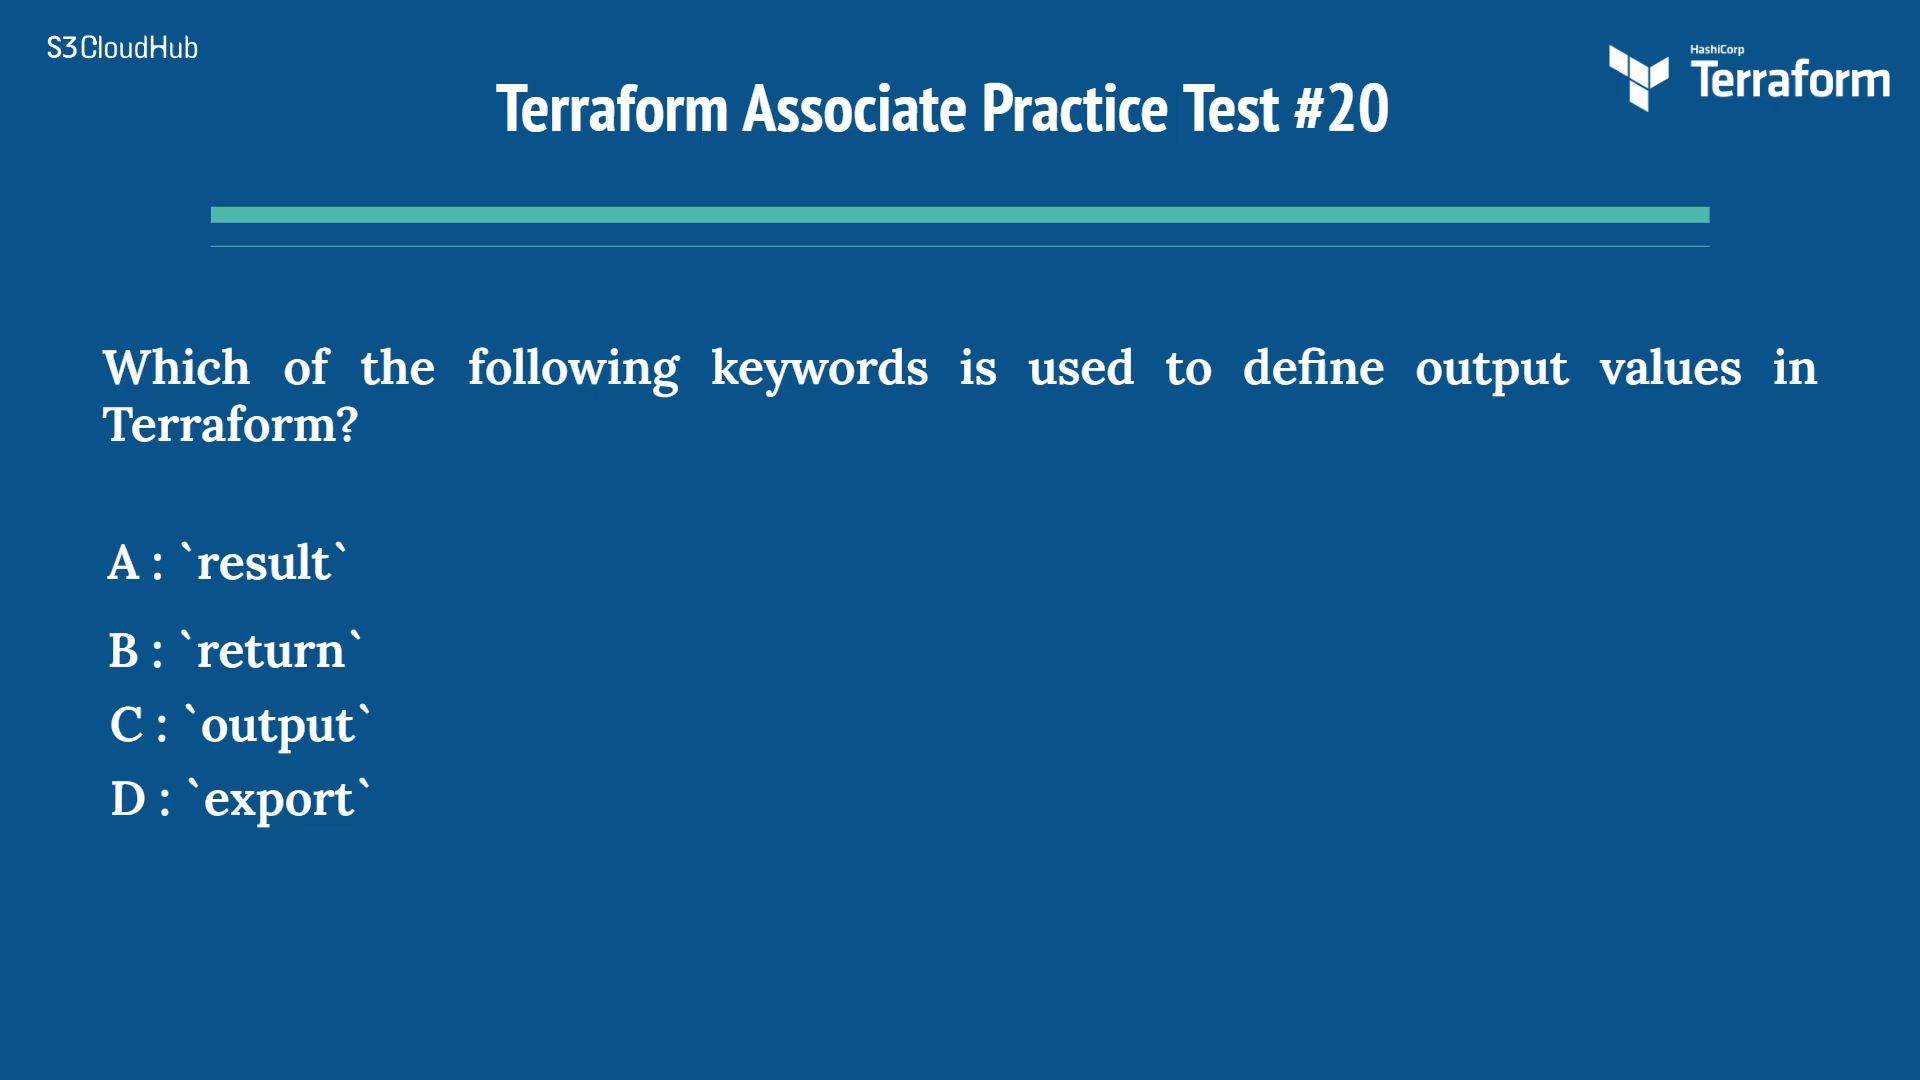 S3CloudHub
HashiCorp
Terraform
Terraform Associate Practice Test #20
Which of the following keywords is used to define output values in
Terraform?
A : `result`
B : `return`
C : `output`
D : `export`